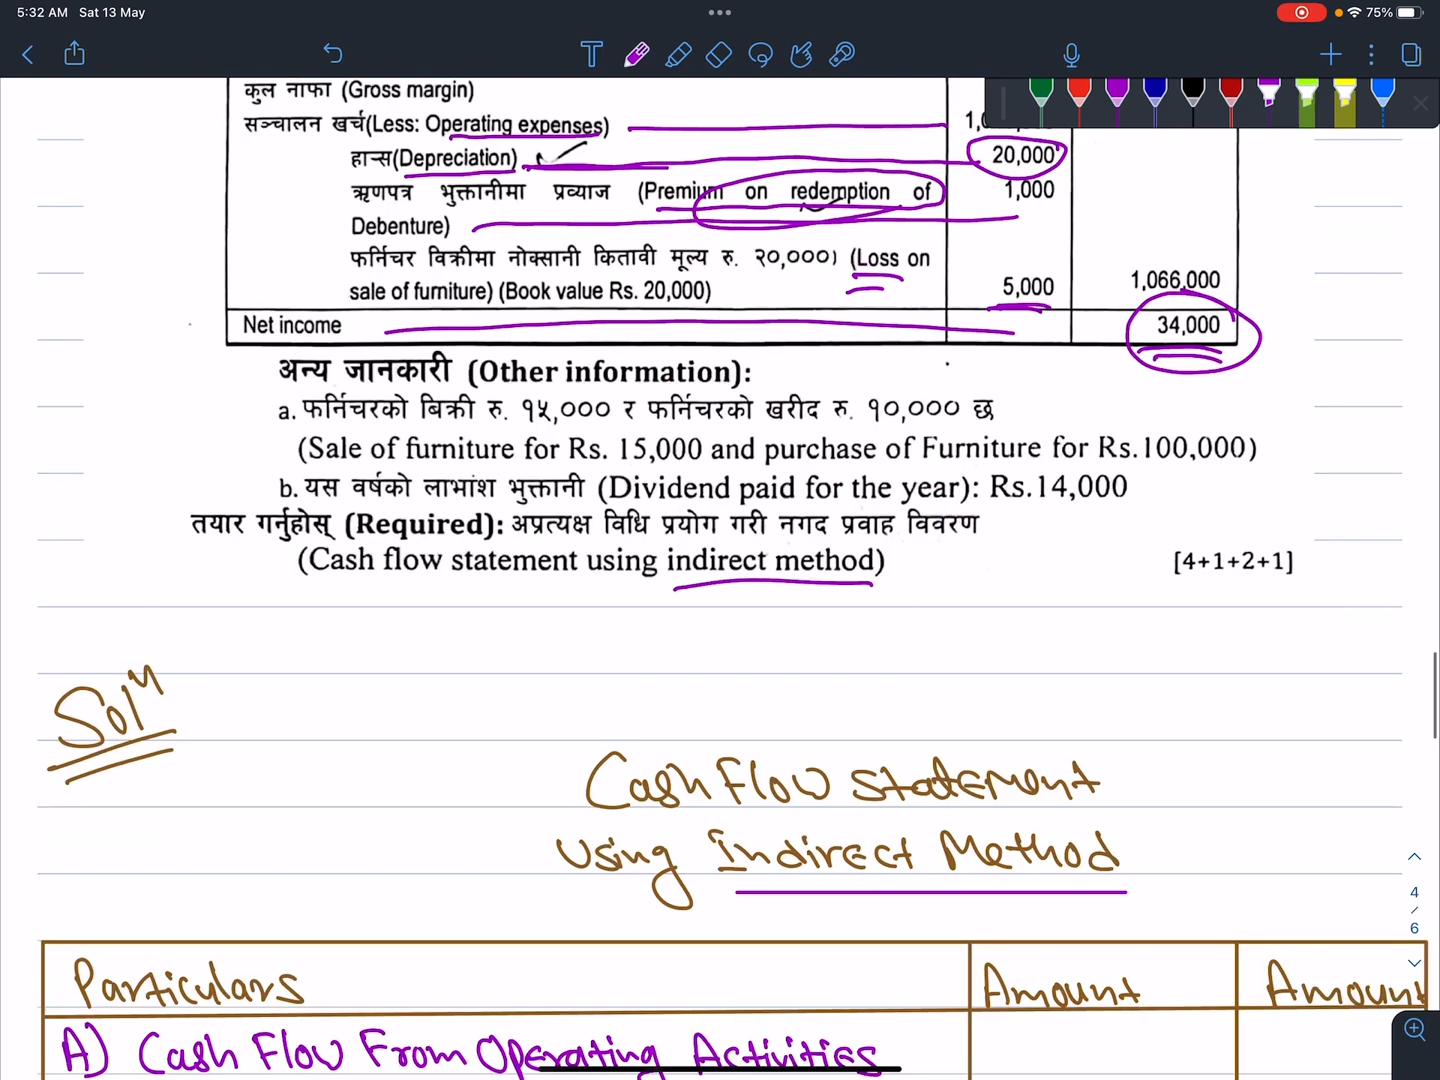 5:32 AM Sat 13 May
75%
कुल नाफा (Gross margin)
सञ्चालन खर्च(Less: Operating expenses)
ह्रास(Depreciation) 20,000
ऋणपत्र भुक्तानीमा प्रव्याज (Premium on redemption of 1,000
Debenture)
फर्निचर विक्रीमा नोक्सानी कितावी मूल्य रु. २०,०००) (Loss on
sale of furniture) (Book value Rs. 20,000) 5,000 1,066,000
Net income 34,000
अन्य जानकारी (Other information):
a. फर्निचरको बिक्री रु. १५,००० र फर्निचरको खरीद रु. १०,००० छ
(Sale of furniture for Rs. 15,000 and purchase of Furniture for Rs.100,000)
b. यस वर्षको लाभांश भुक्तानी (Dividend paid for the year): Rs.14,000
तयार गर्नुहोस् (Required): अप्रत्यक्ष विधि प्रयोग गरी नगद प्रवाह विवरण
(Cash flow statement using indirect method) [4+1+2+1]
Solⁿ
Cash Flow Statement
Using Indirect Method
4
/
6
Particulars Amount Amount
A) Cash Flow From Operating Activities